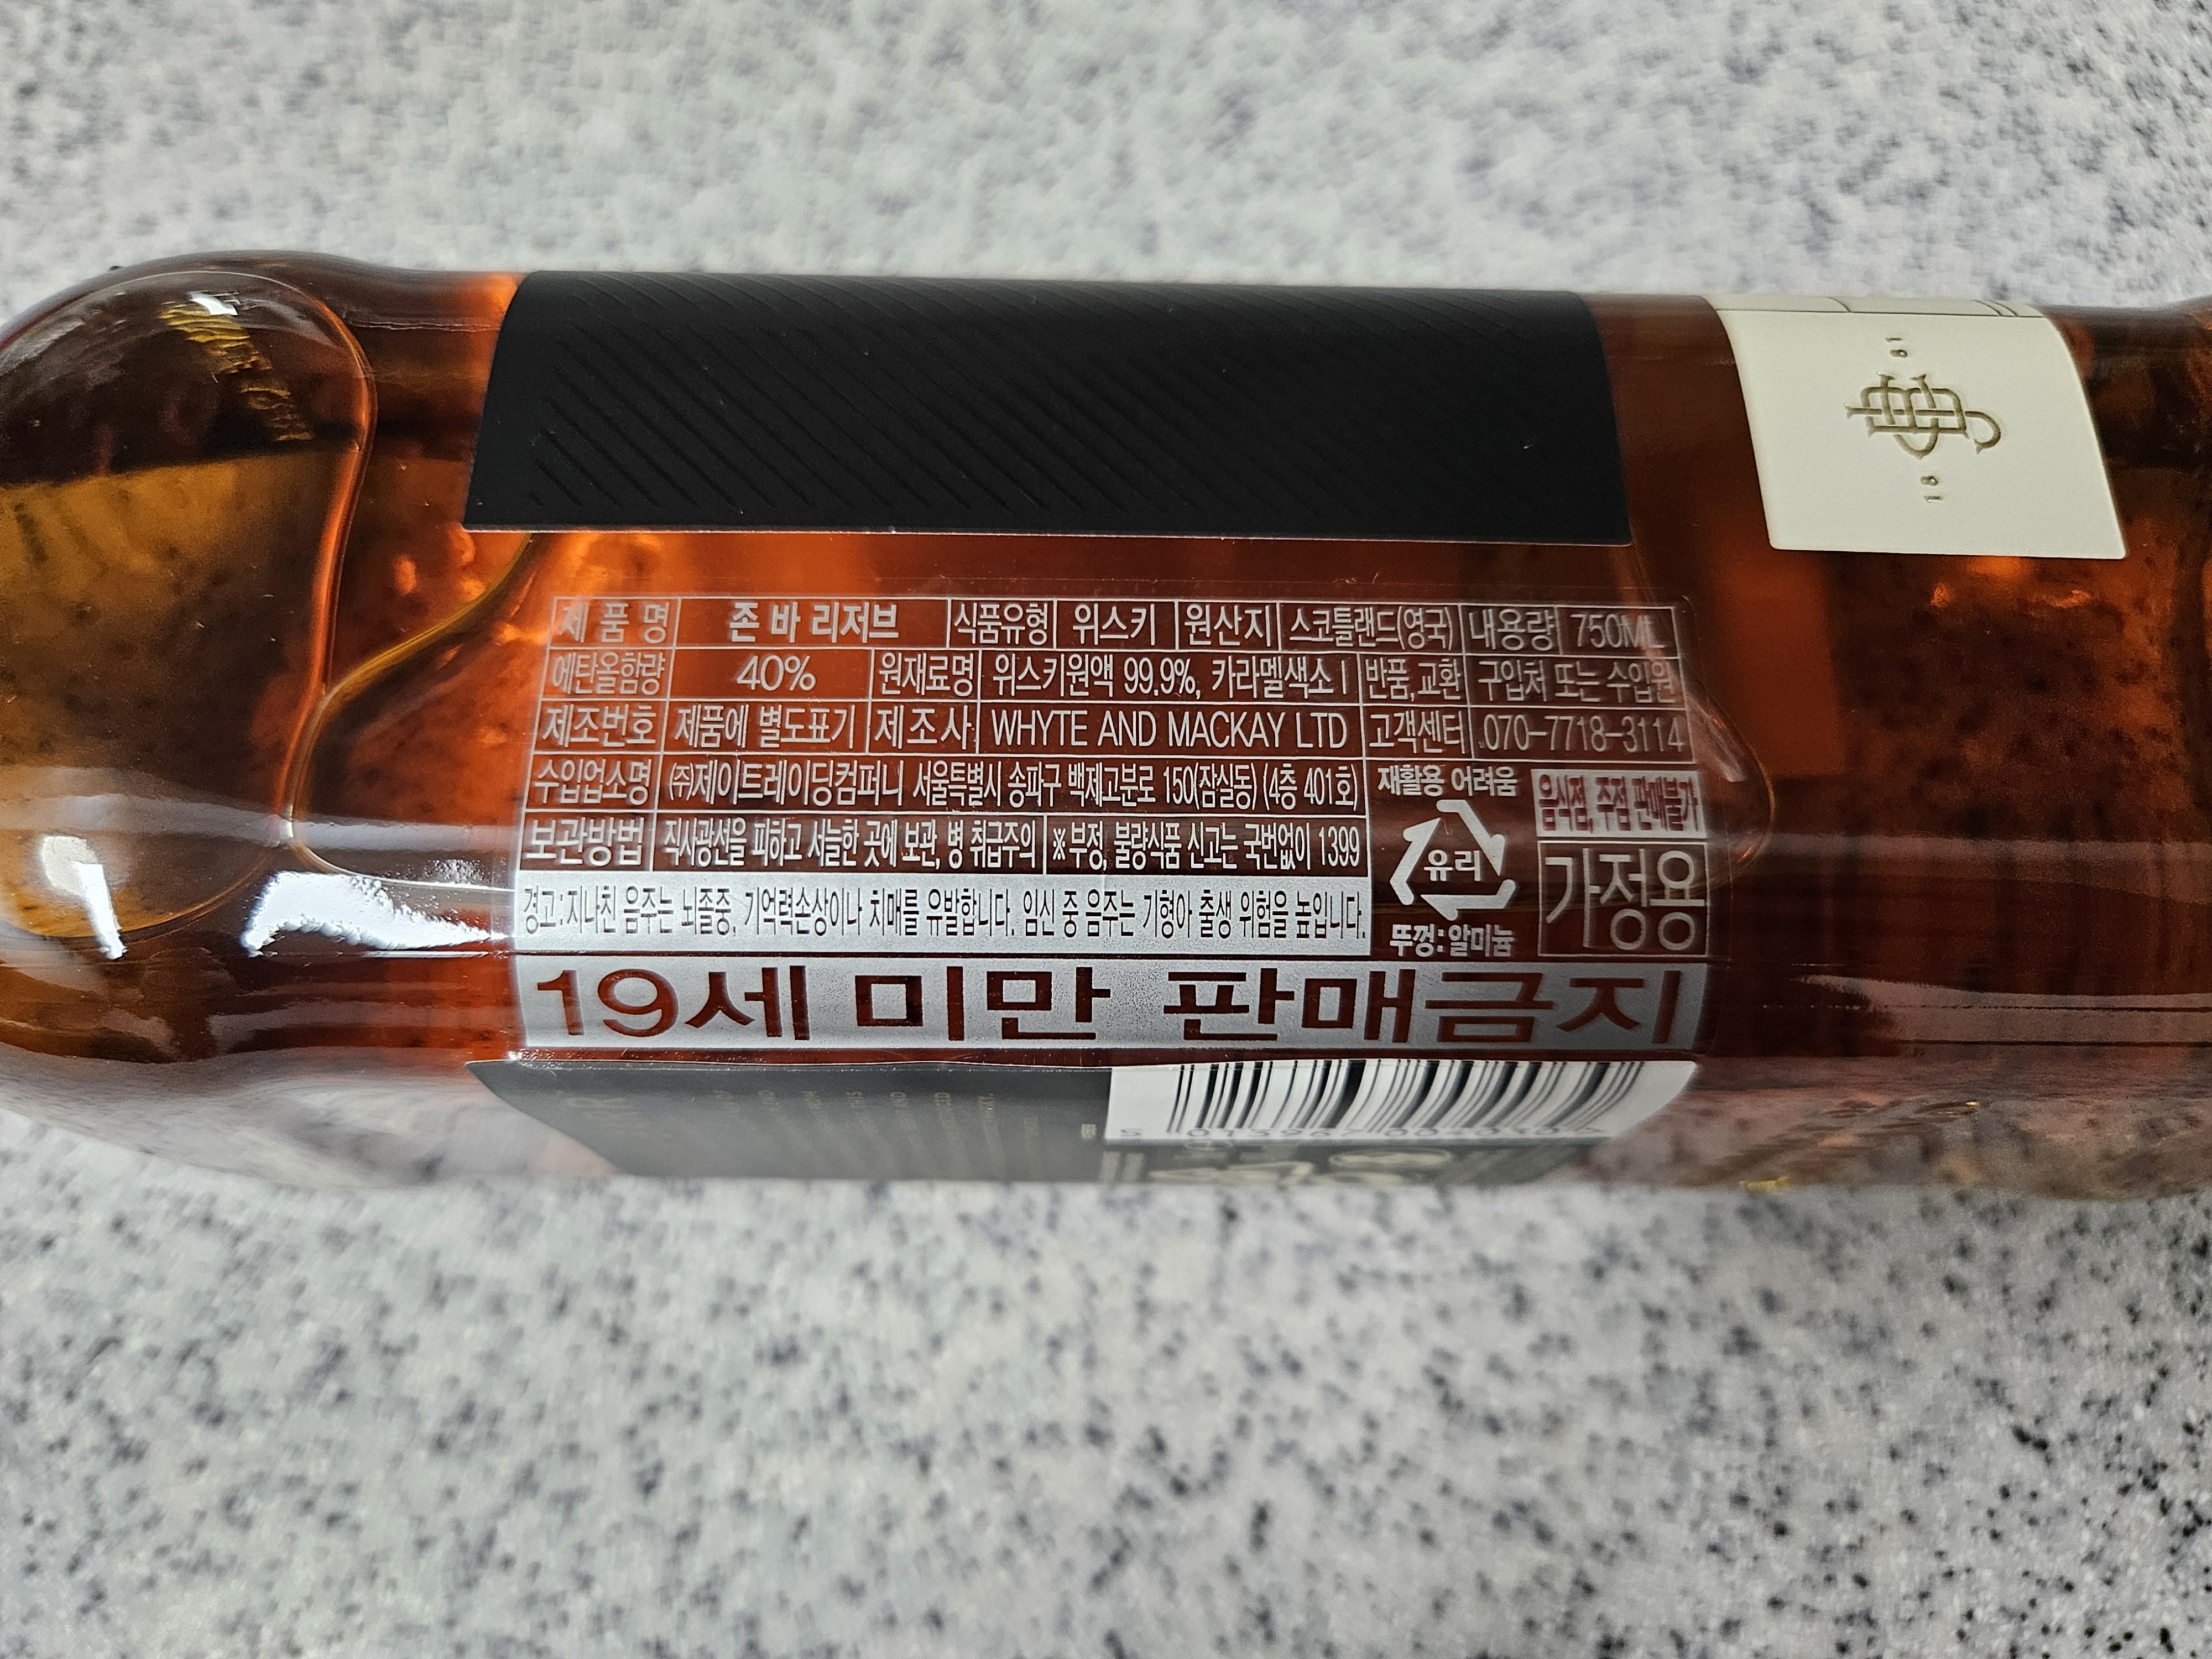 제 품 명 존 바 리저브 식품유형 위스키 원산지 스코틀랜드(영국) 내용량 750ML
에탄올함량 40% 원재료명 위스키원액 99.9%, 카라멜색소 I 반품,교환 구입처 또는 수입원
제조번호 제품에 별도표기 제조사 WHYTE AND MACKAY LTD 고객센터 070-7718-3114
수입업소명 ㈜제이트레이딩컴퍼니 서울특별시 송파구 백제고분로 150(잠실동) (4층 401호)
보관방법 직사광선을 피하고 서늘한 곳에 보관, 병 취급주의 ※ 부정, 불량식품 신고는 국번없이 1399
경고:지나친 음주는 뇌졸중, 기억력손상이나 치매를 유발합니다. 임신 중 음주는 기형아 출생 위험을 높입니다.
재활용 어려움
유리
뚜껑:알미늄
음식점, 주점 판매불가
가정용
19세 미만 판매금지
18